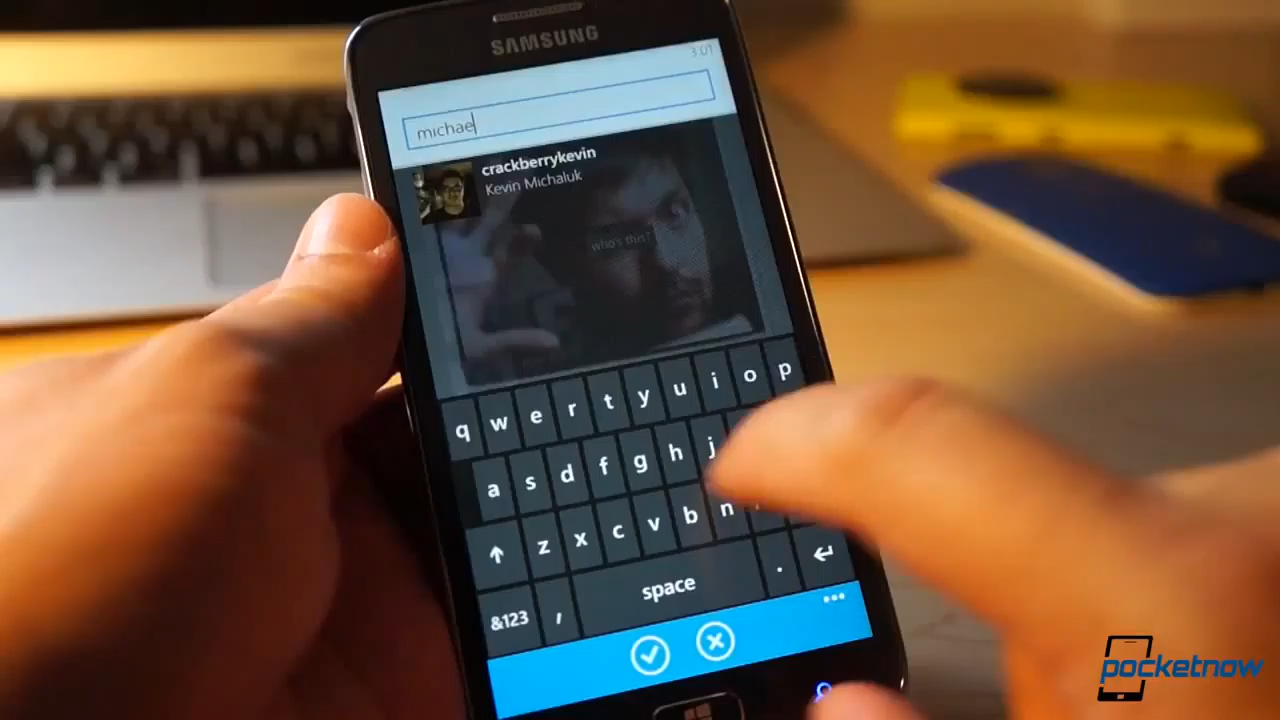 SAMSUNG
3:01
michae
crackberrykevin
Kevin Michaluk
who's this?
q w e r t y u i o p
a s d f g h j
z x c v b n
&123 , space .
pocketnow